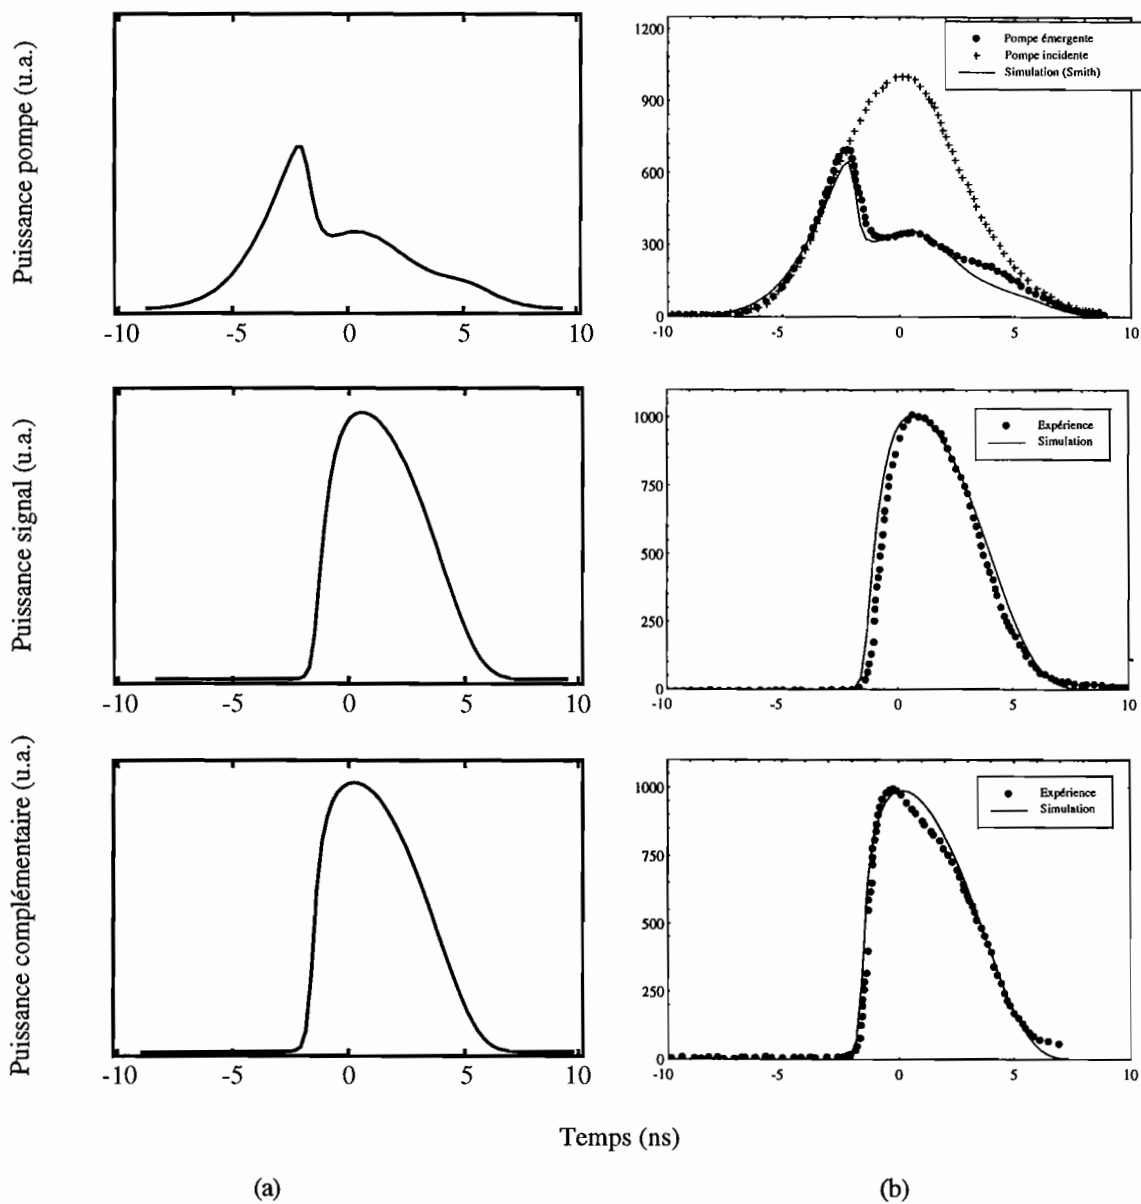 Puissance pompe (u.a.)
-10 -5 0 5 10
1200
900
600
300
0
-10 -5 0 5 10
Pompe émergente
Pompe incidente
Simulation (Smith)
Puissance signal (u.a.)
-10 -5 0 5 10
1000
750
500
250
0
-10 -5 0 5 10
Expérience
Simulation
Puissance complémentaire (u.a.)
-10 -5 0 5 10
1000
750
500
250
0
-10 -5 0 5 10
Expérience
Simulation
Temps (ns)
(a) (b)